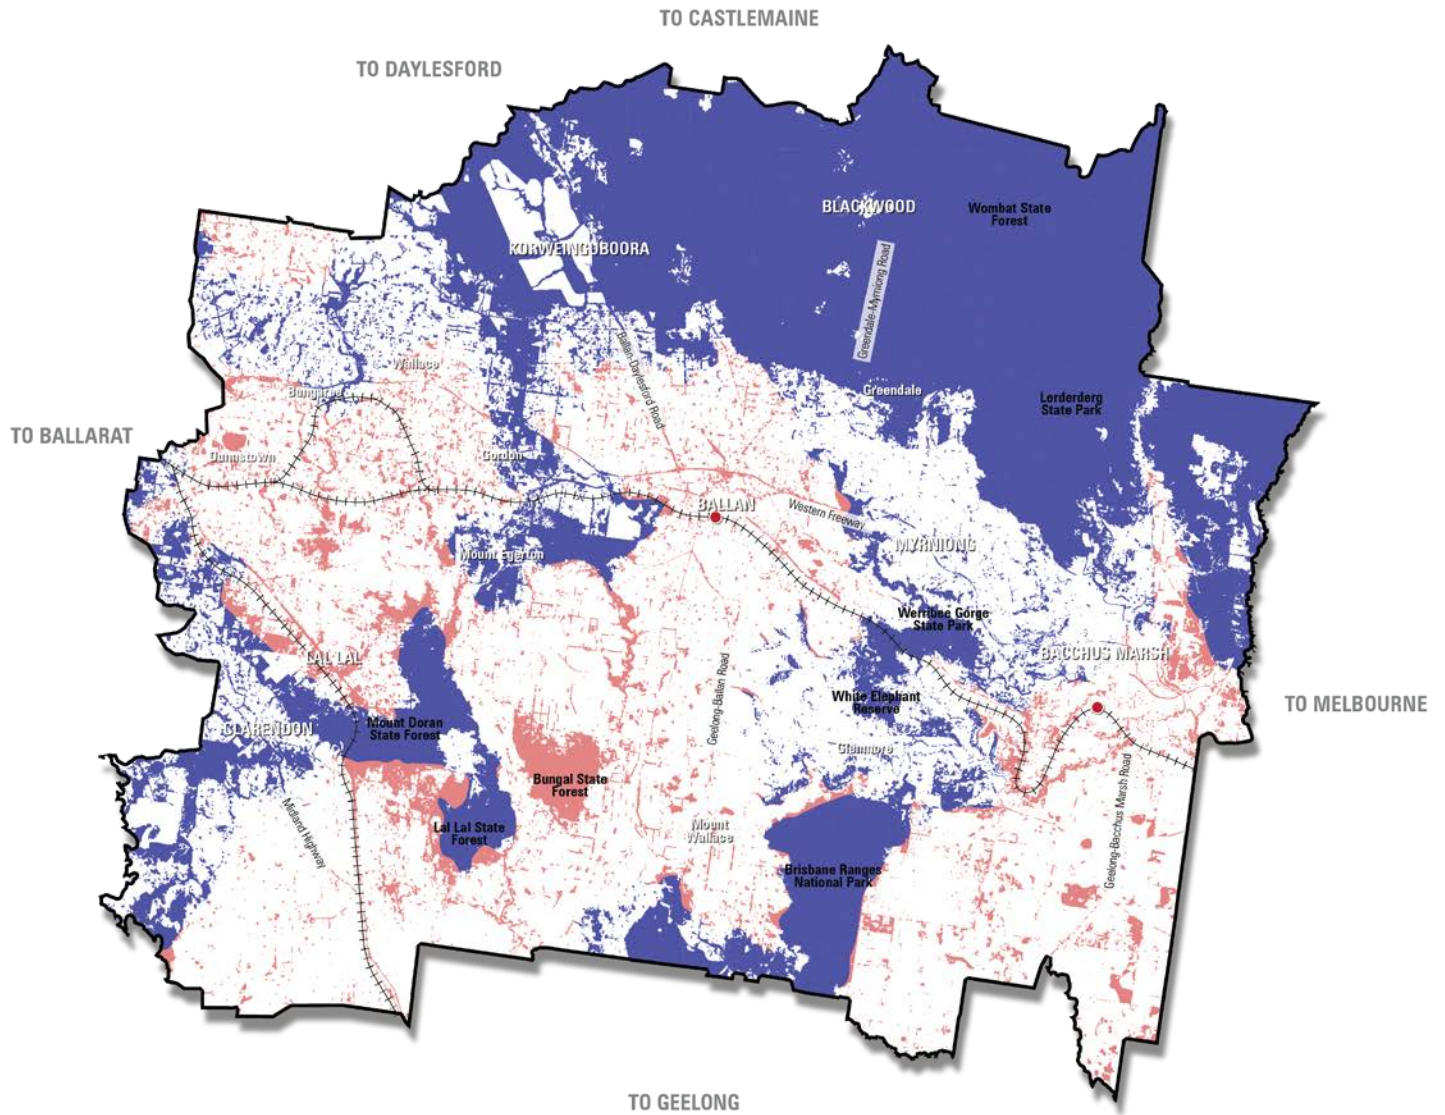 TO CASTLEMAINE
TO DAYLESFORD
BLACKWOOD
Wombat State
Forest
KORWEINGUBOORA
Greendale-Myrniong Road
Ballan-Daylesford Road
Wallace
Bungaree
Greendale
Lerderderg
State Park
TO BALLARAT
Dunnstown
Gordon
BALLAN
Western Freeway
Mount Egerton
MYRNIONG
Werribee Gorge
State Park
LAL LAL
BACCHUS MARSH
Geelong-Ballan Road
White Elephant
Reserve
TO MELBOURNE
CLARENDON
Mount Doran
State Forest
Glenmore
Bungal State
Forest
Geelong-Bacchus Marsh Road
Midland Highway
Lal Lal State
Forest
Mount
Wallace
Brisbane Ranges
National Park
TO GEELONG